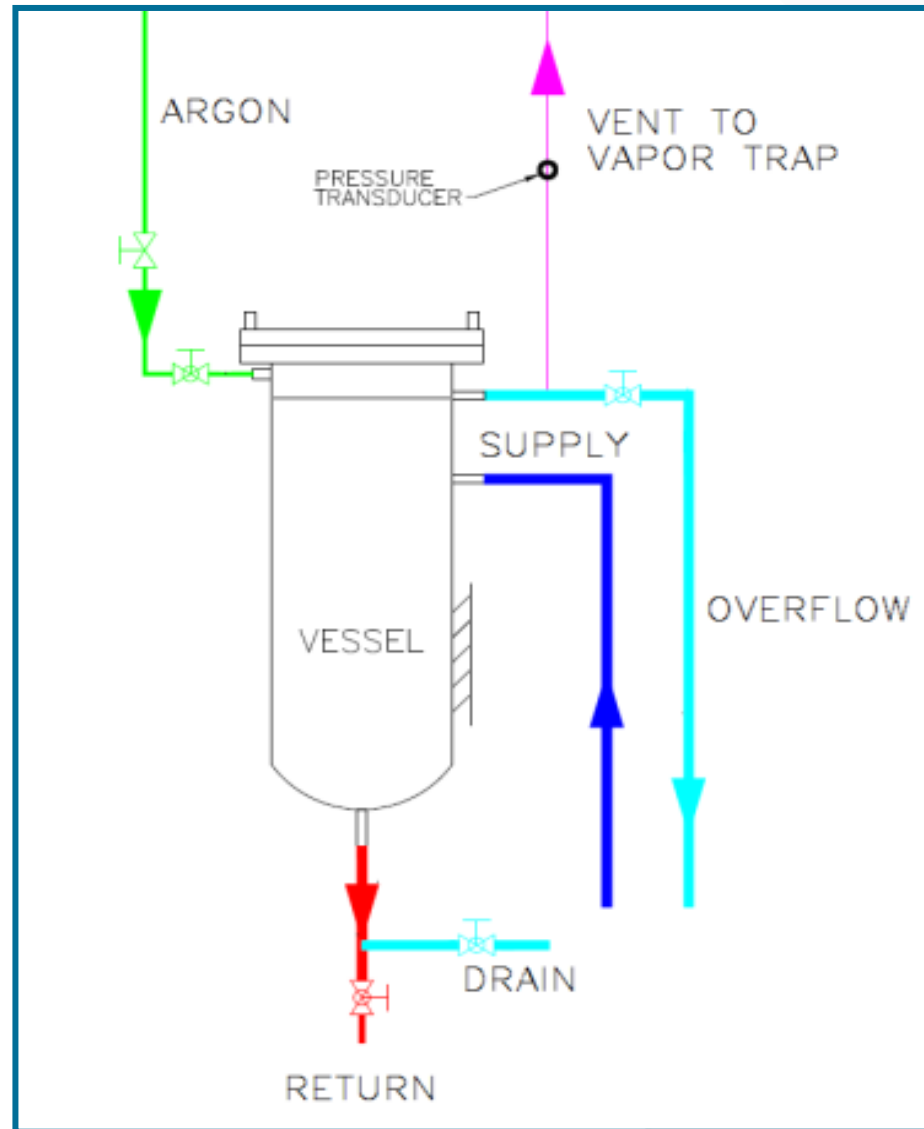 ARGON
VENT TO
VAPOR TRAP
PRESSURE
TRANSDUCER
SUPPLY
VESSEL
OVERFLOW
DRAIN
RETURN